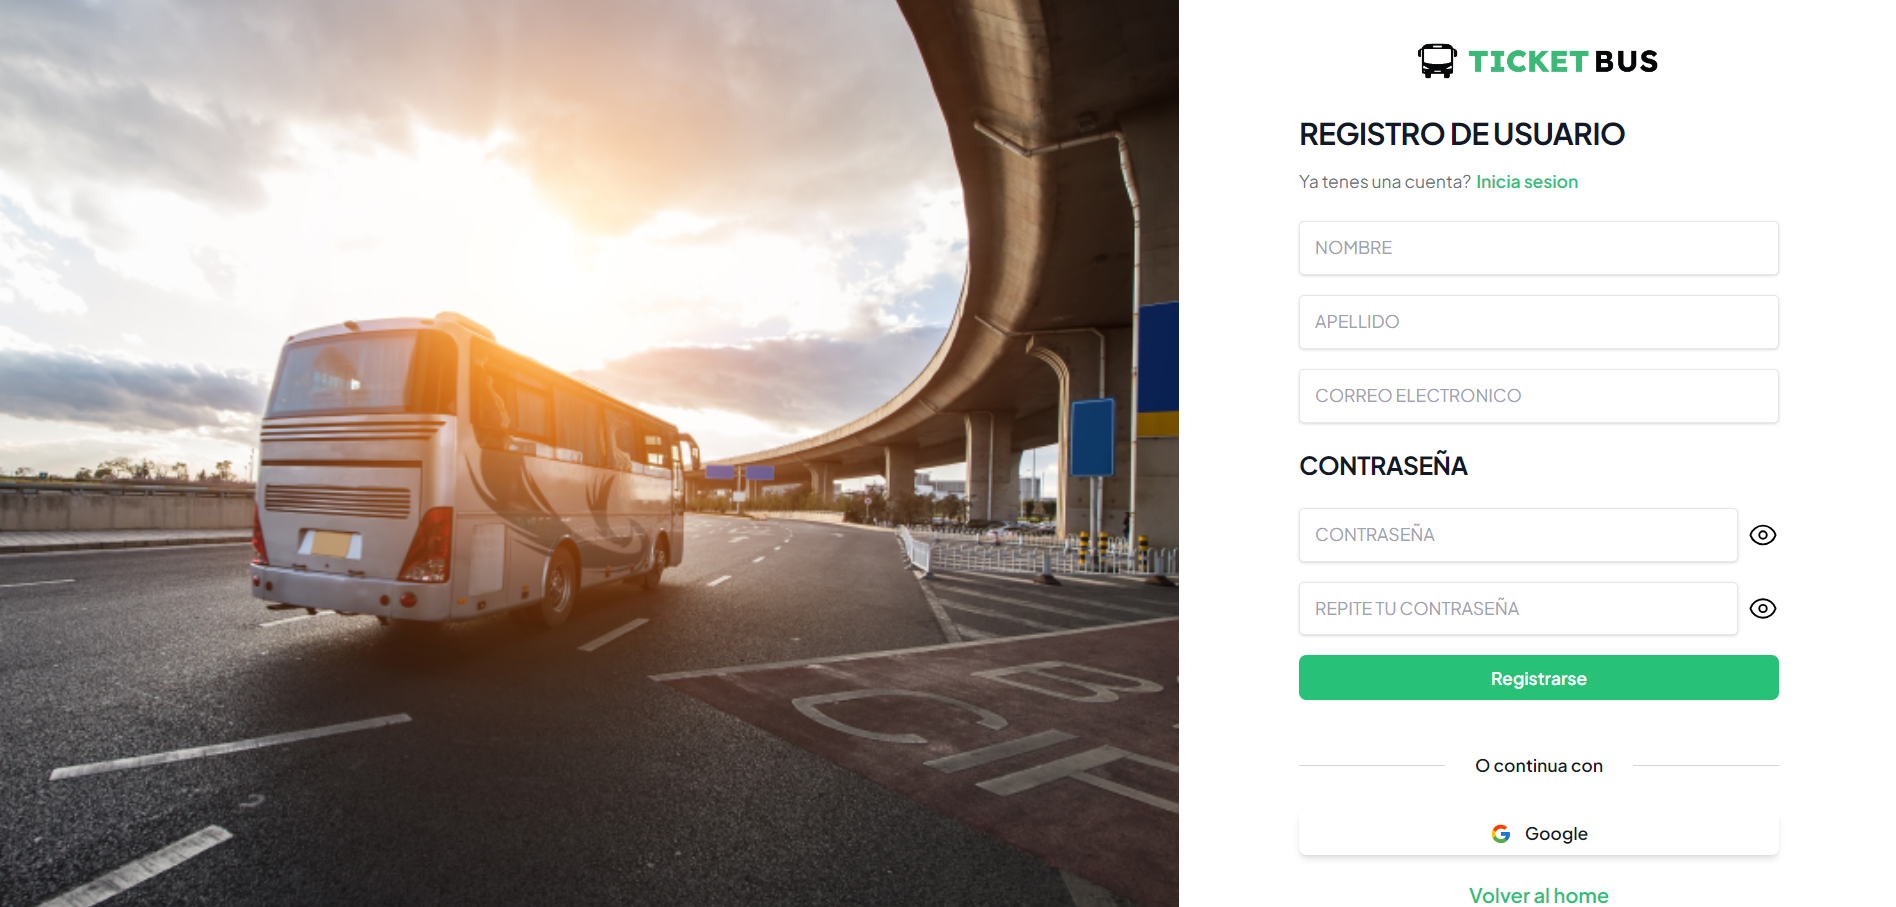 TICKET BUS
REGISTRO DE USUARIO
Ya tenes una cuenta? Inicia sesion
NOMBRE
APELLIDO
CORREO ELECTRONICO
CONTRASEÑA
CONTRASEÑA
REPITE TU CONTRASEÑA
Registrarse
O continua con
Google
Volver al home